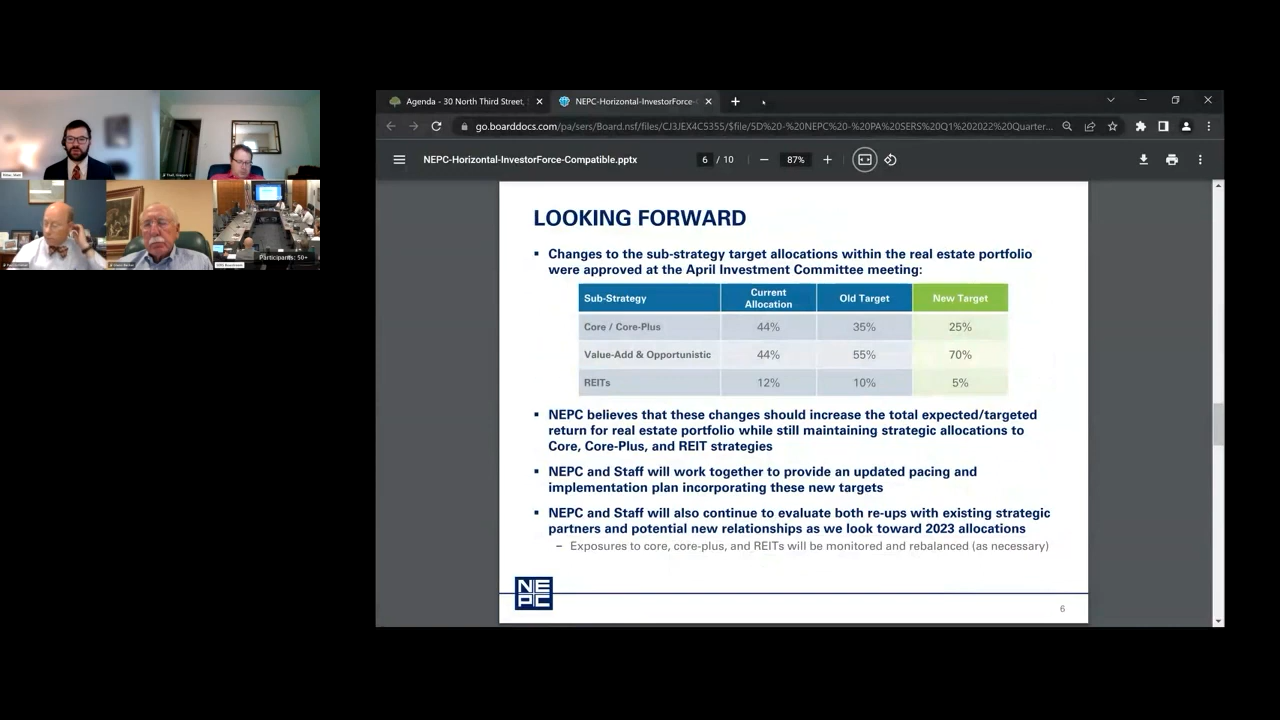 Agenda - 30 North Third Street,
NEPC-Horizontal-InvestorForce-
go.boarddocs.com/pa/sers/Board.nsf/files/CJ3JEX4C5355/$file/5D%20-%20NEPC%20-%20PA%20SERS%20Q1%202022%20Quarter...
NEPC-Horizontal-InvestorForce-Compatible.pptx
6 / 10
87%
LOOKING FORWARD
▪ Changes to the sub-strategy target allocations within the real estate portfolio
were approved at the April Investment Committee meeting:
Sub-Strategy Current Allocation Old Target New Target
Core / Core-Plus 44% 35% 25%
Value-Add & Opportunistic 44% 55% 70%
REITs 12% 10% 5%
▪ NEPC believes that these changes should increase the total expected/targeted
return for real estate portfolio while still maintaining strategic allocations to
Core, Core-Plus, and REIT strategies
▪ NEPC and Staff will work together to provide an updated pacing and
implementation plan incorporating these new targets
▪ NEPC and Staff will also continue to evaluate both re-ups with existing strategic
partners and potential new relationships as we look toward 2023 allocations
– Exposures to core, core-plus, and REITs will be monitored and rebalanced (as necessary)
NE
PC
6
Participants: 50+